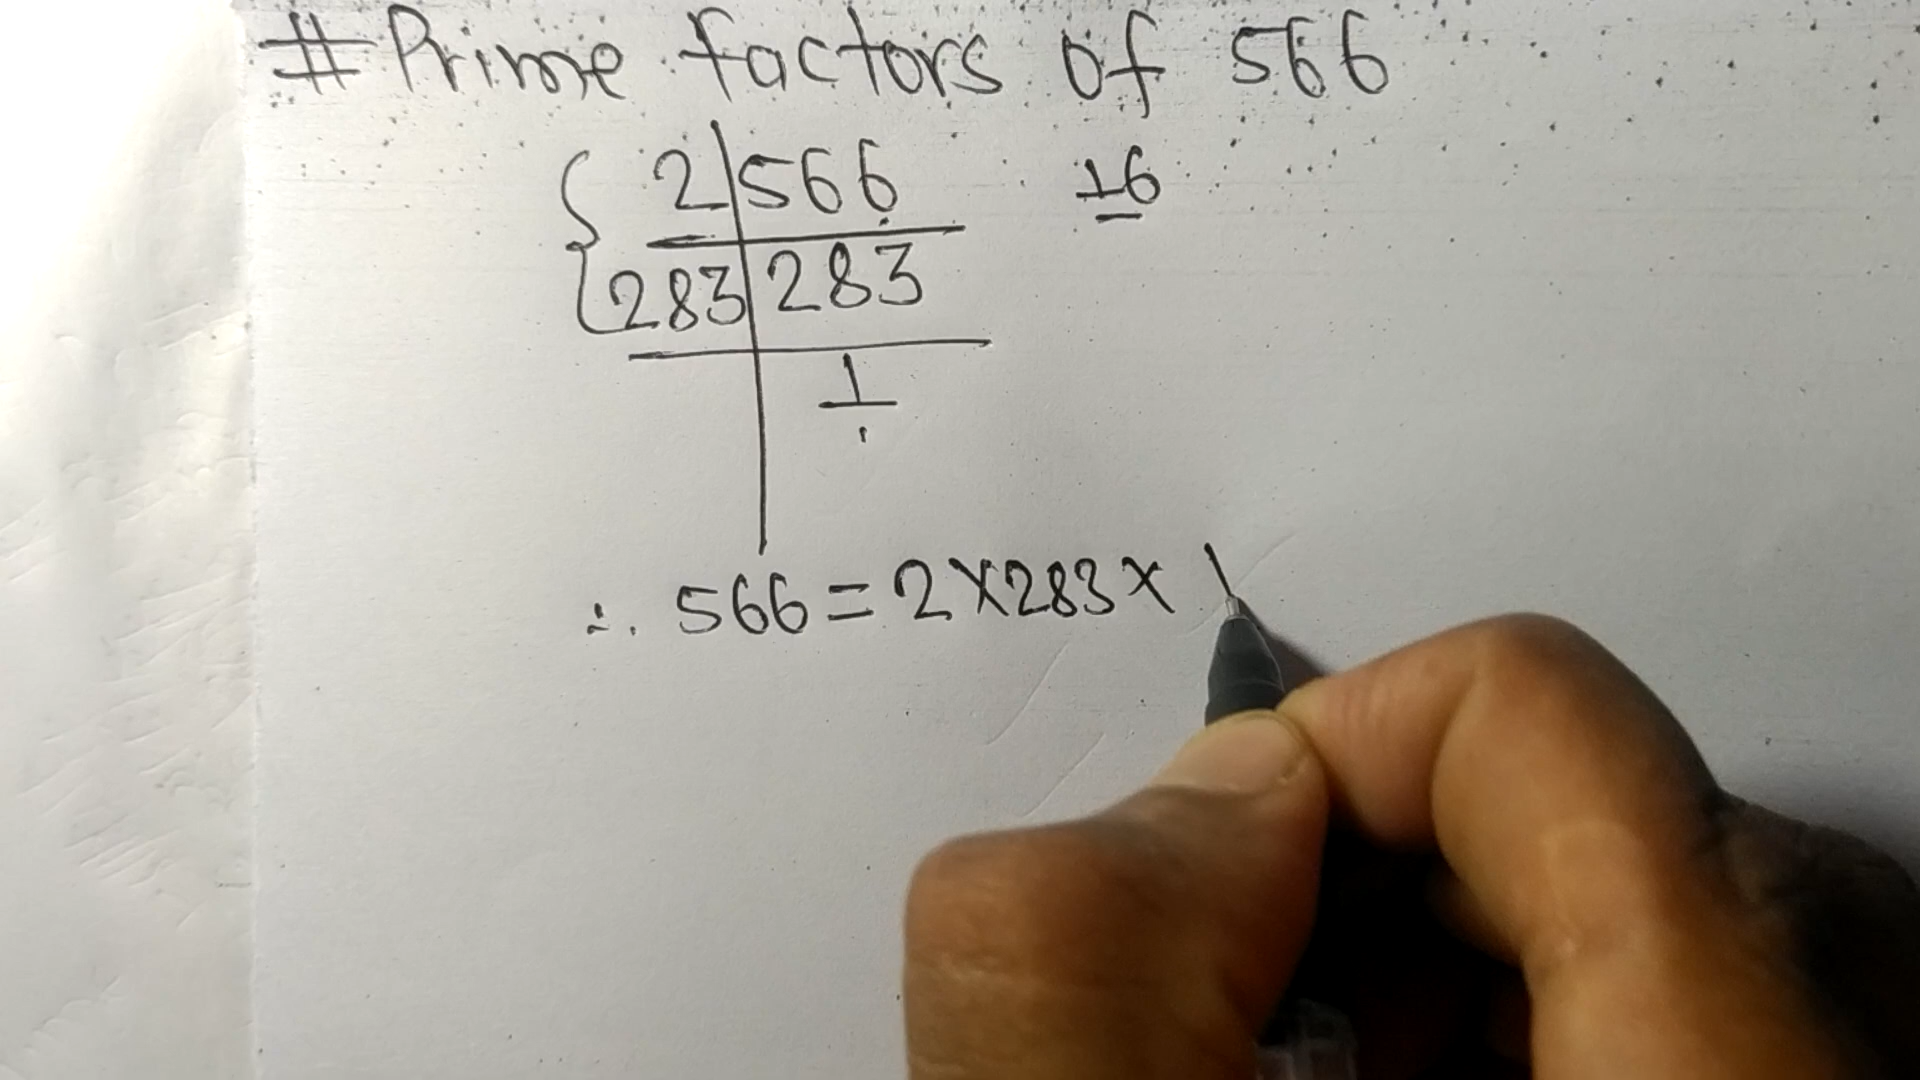 # Prime factors of 566
2 566 16
283 283
1
∴ 566 = 2 × 283 × 1